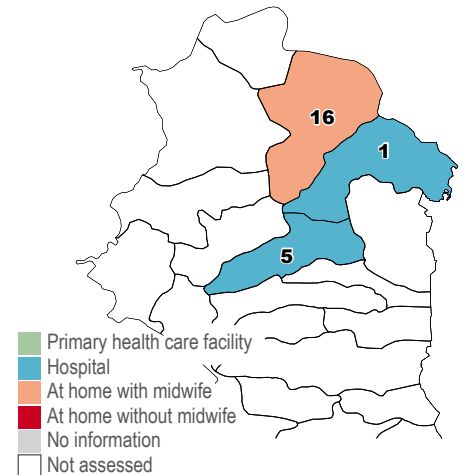 16
1
5
Primary health care facility
Hospital
At home with midwife
At home without midwife
No information
Not assessed